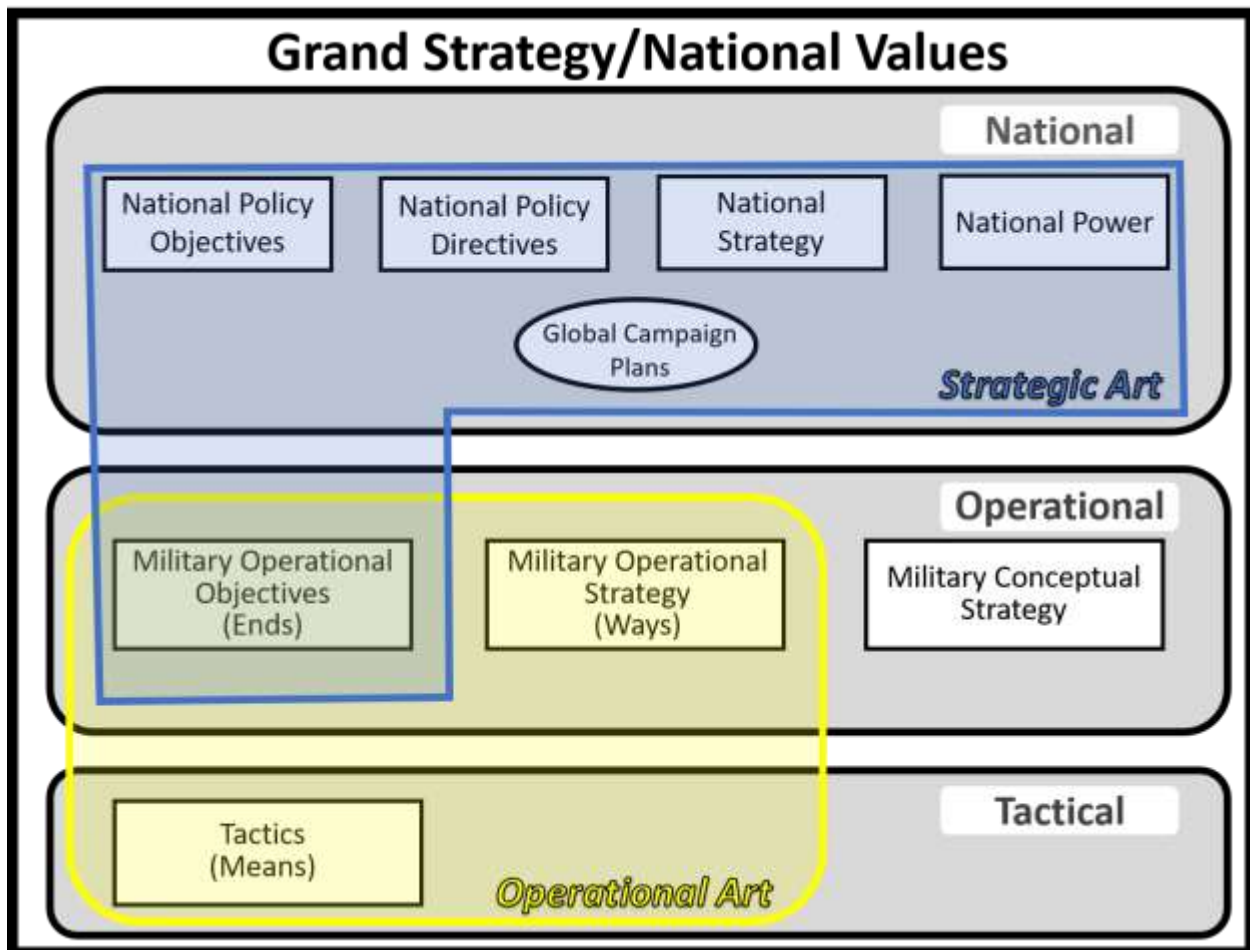 Grand Strategy/National Values
National
National Policy
Objectives
National Policy
Directives
National
Strategy
National Power
Global Campaign
Plans
Strategic Art
Operational
Military Operational
Objectives
(Ends)
Military Operational
Strategy
(Ways)
Military Conceptual
Strategy
Tactical
Tactics
(Means)
Operational Art